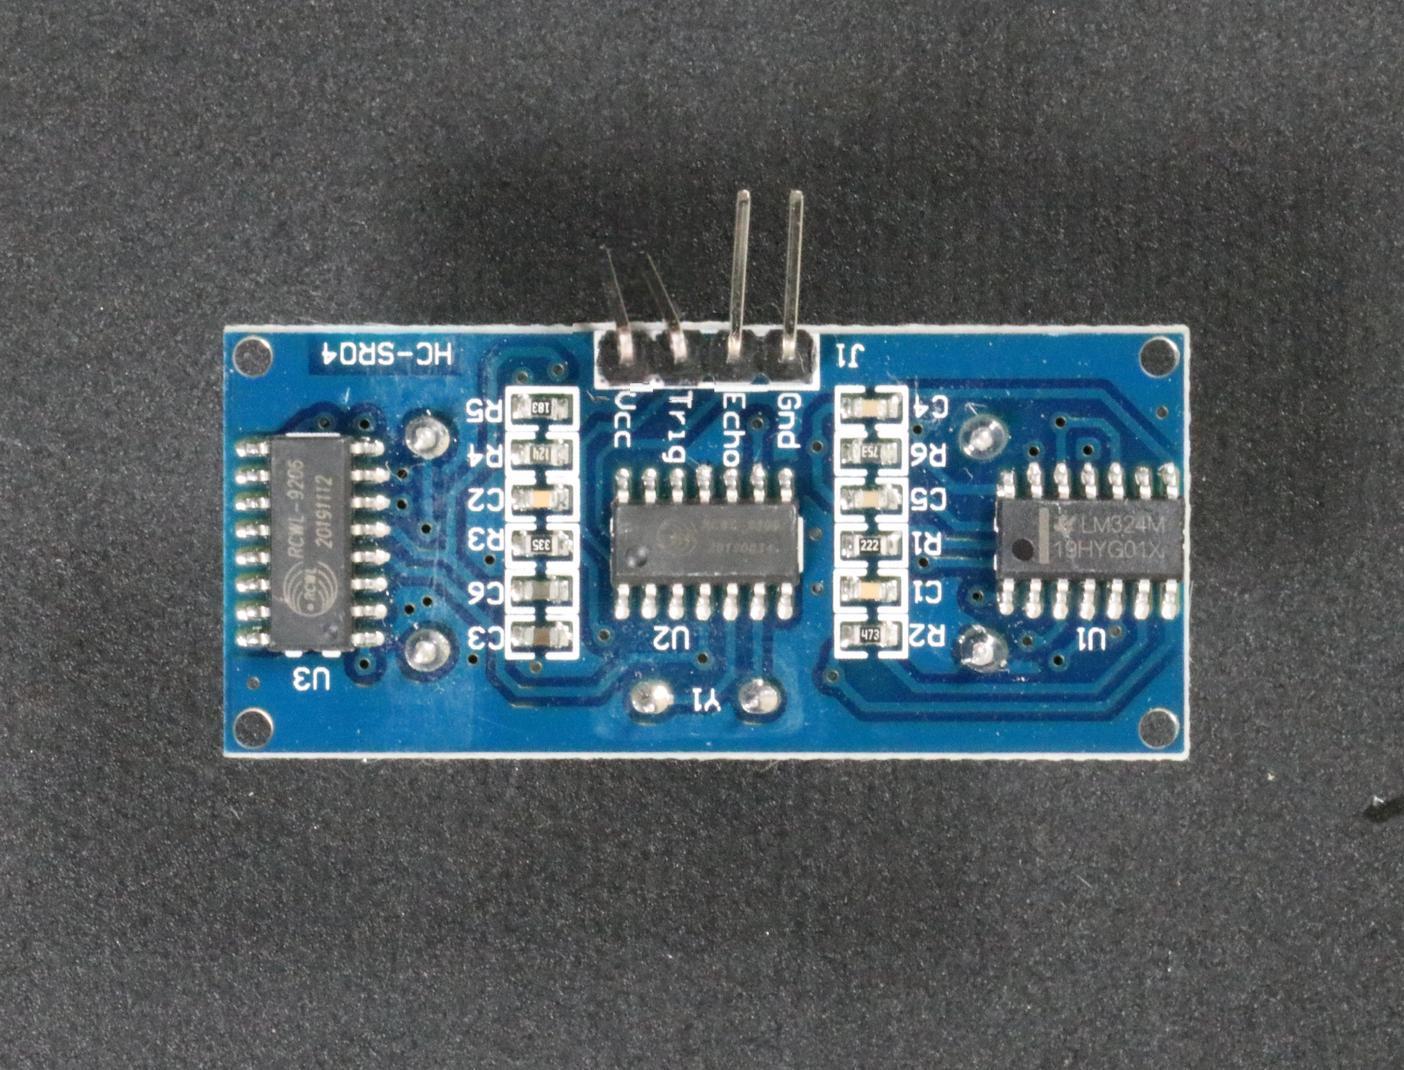 HC-SR04
J1
Vcc
Trig
Echo
Gnd
R5
183
R4
124
C2
R3
335
C6
C3
C4
R6
753
C5
R1
222
C1
R2
473
RCWL-9206
20191112
RCWL
U3
U2
LM324M
19HYG01X
U1
Y1